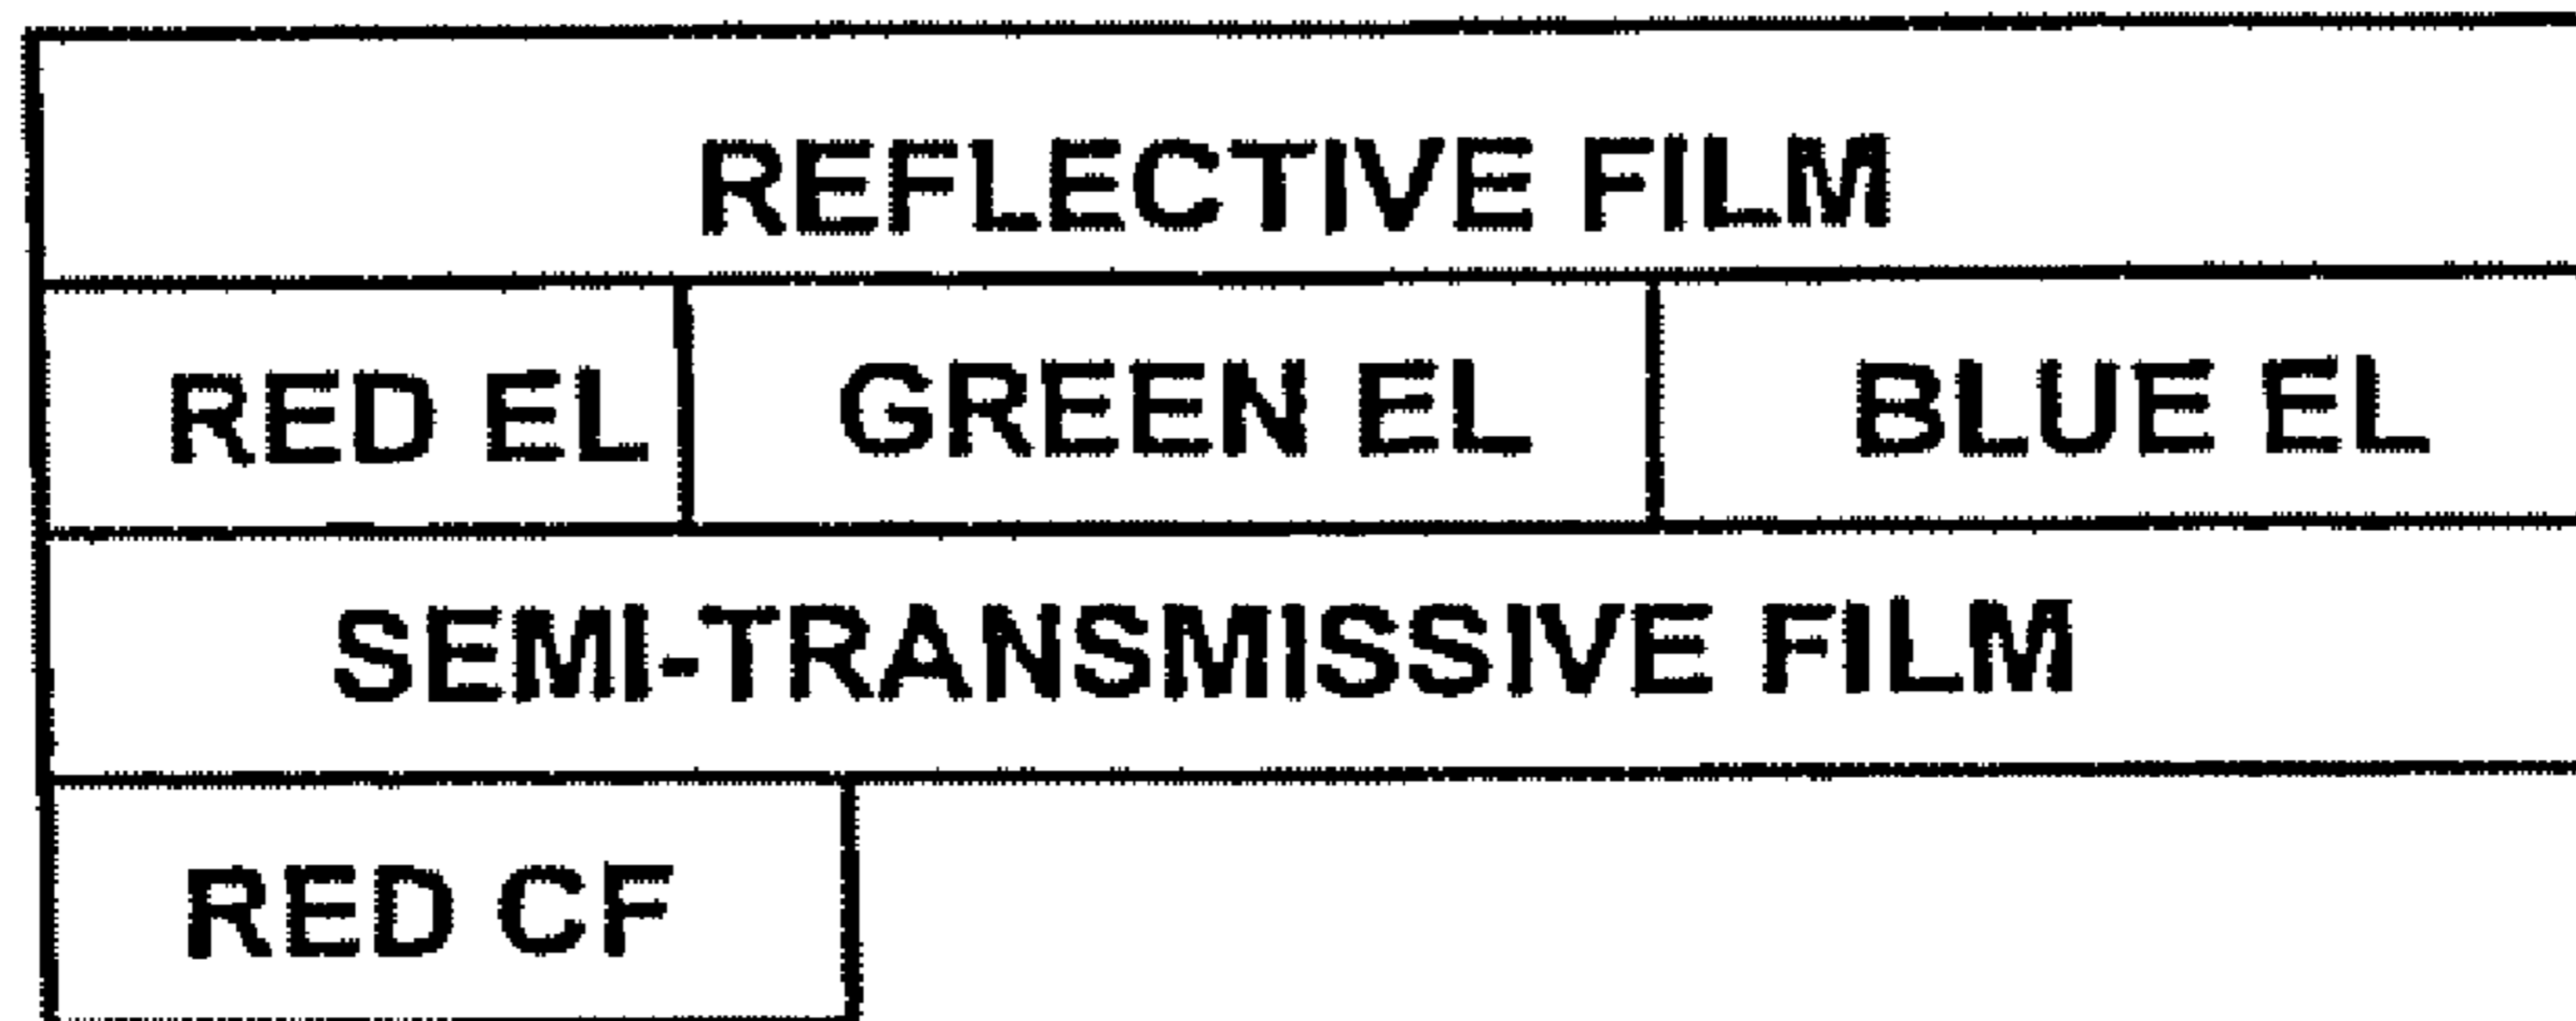 REFLECTIVE FILM
RED EL GREEN EL BLUE EL
SEMI-TRANSMISSIVE FILM
RED CF